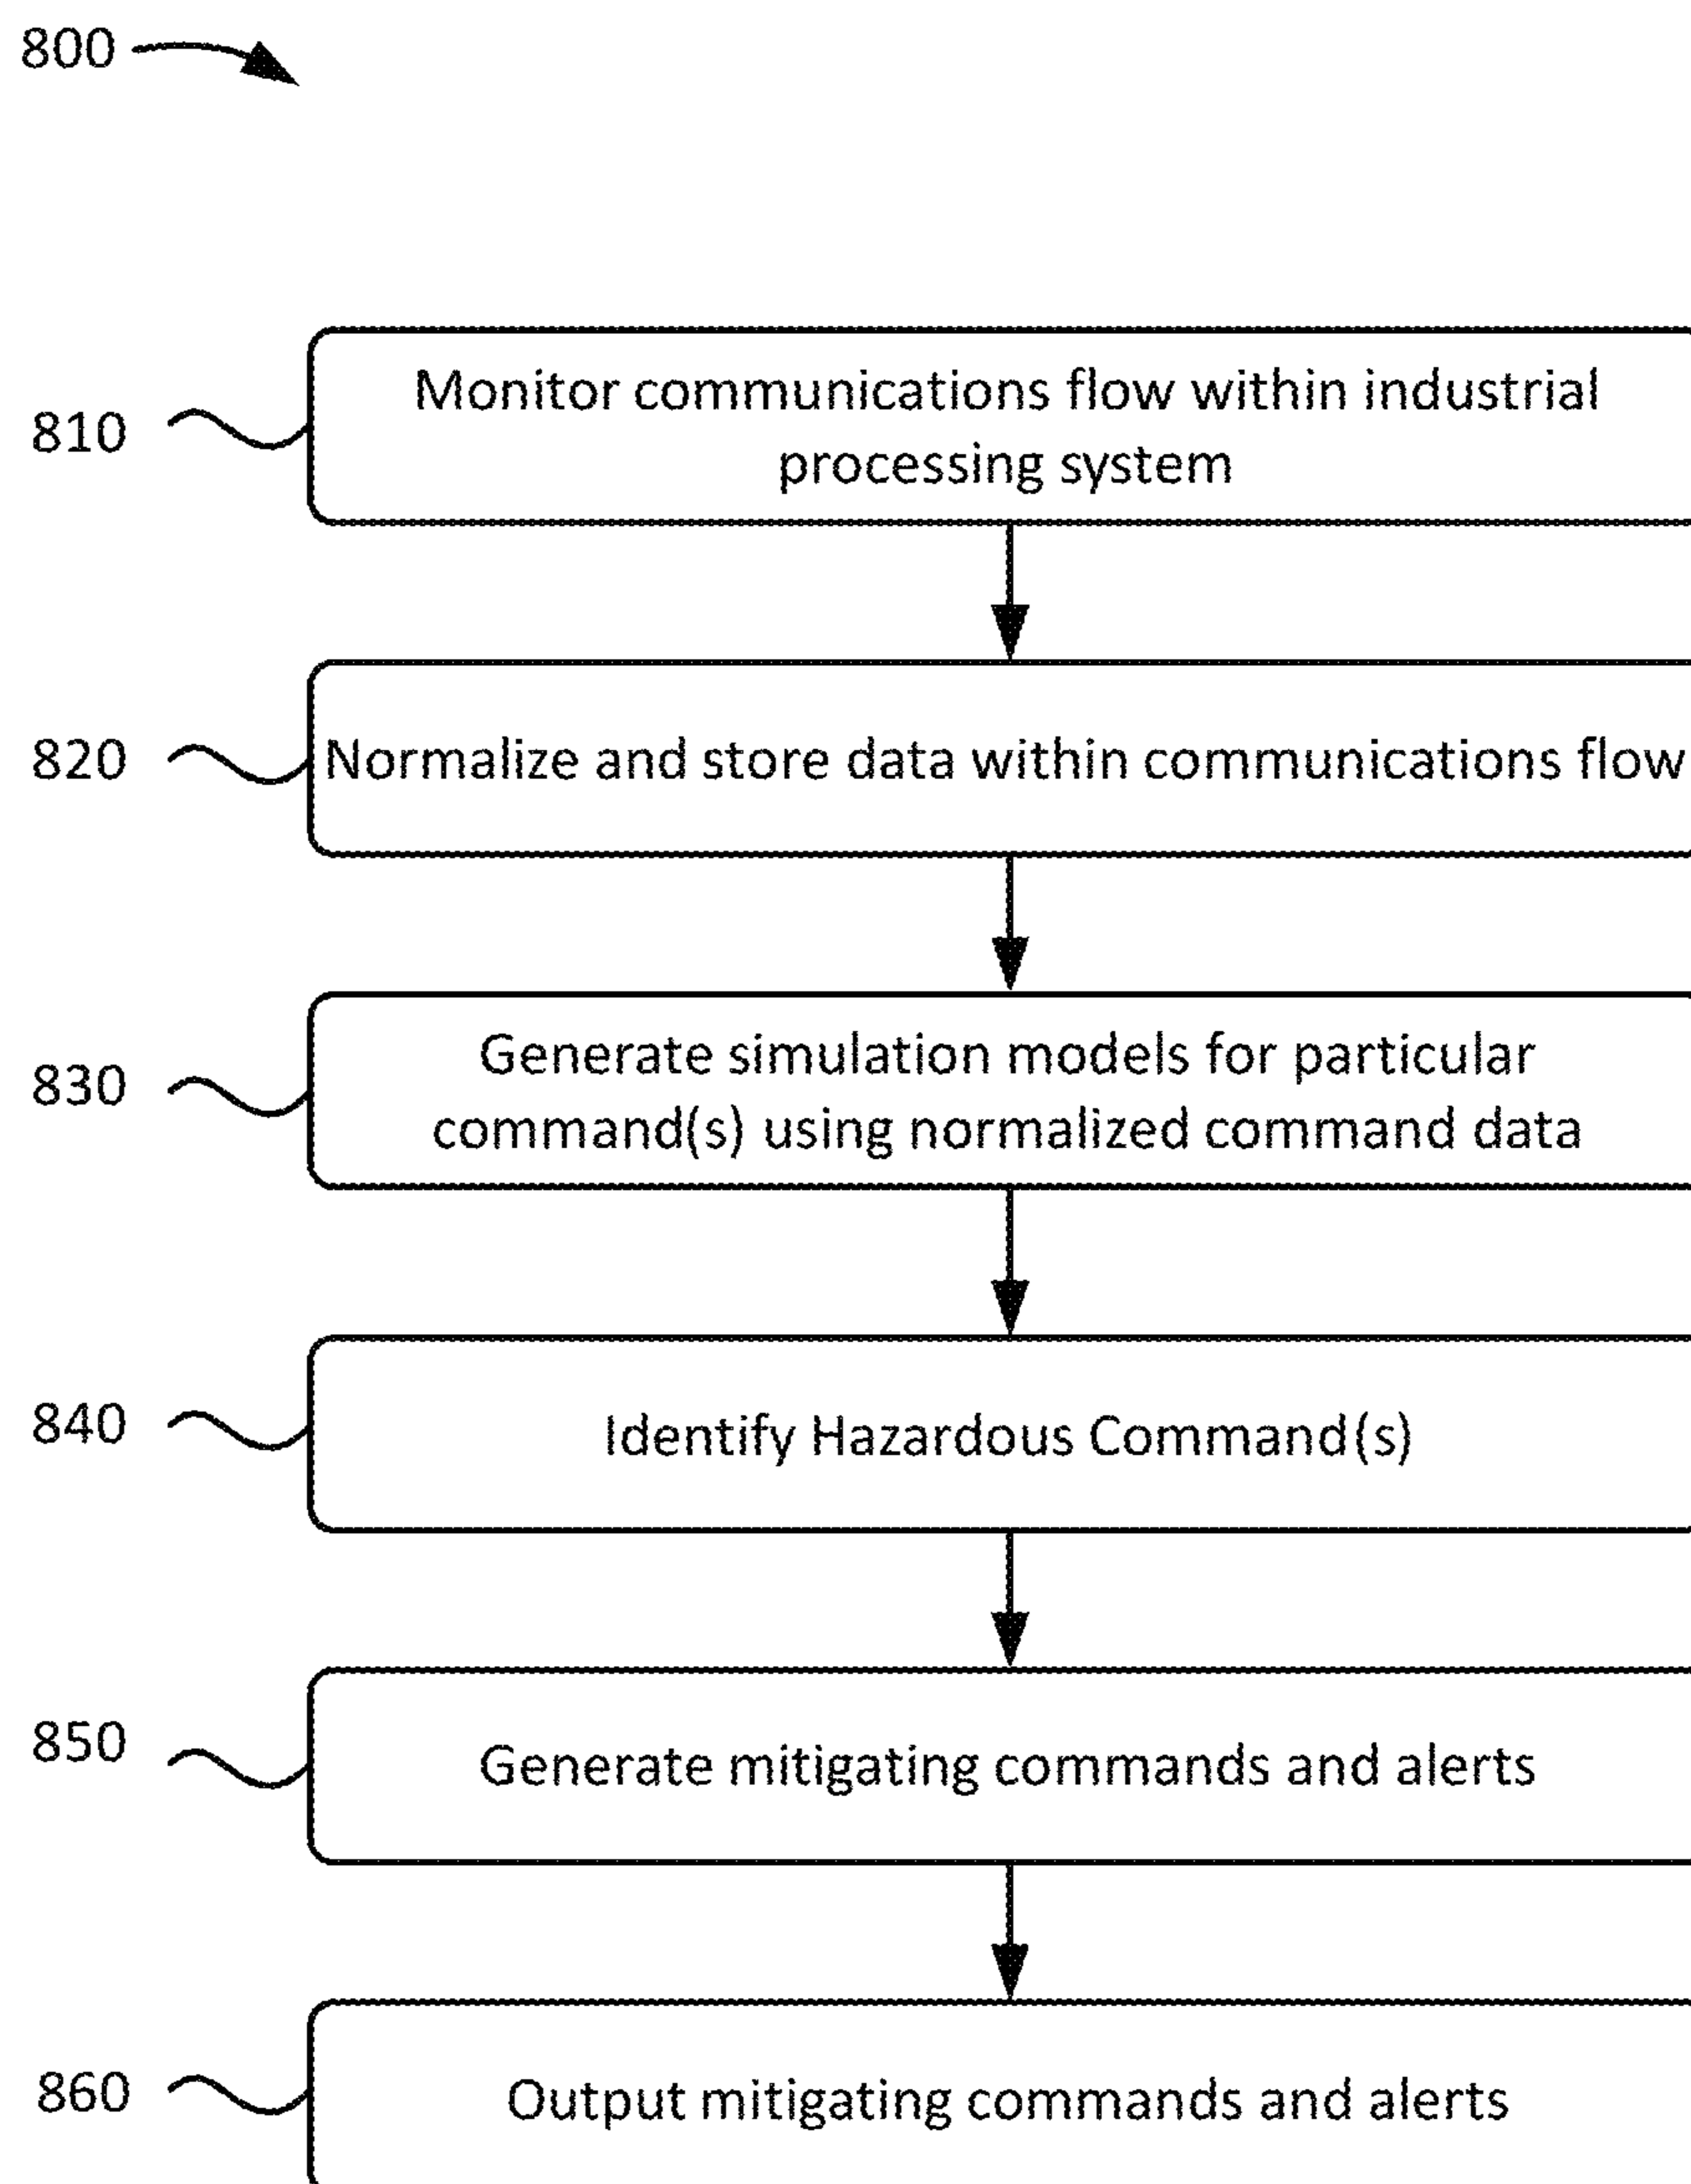 800
810
Monitor communications flow within industrial
processing system
820
Normalize and store data within communications flow
830
Generate simulation models for particular
command(s) using normalized command data
840
Identify Hazardous Command(s)
850
Generate mitigating commands and alerts
860
Output mitigating commands and alerts